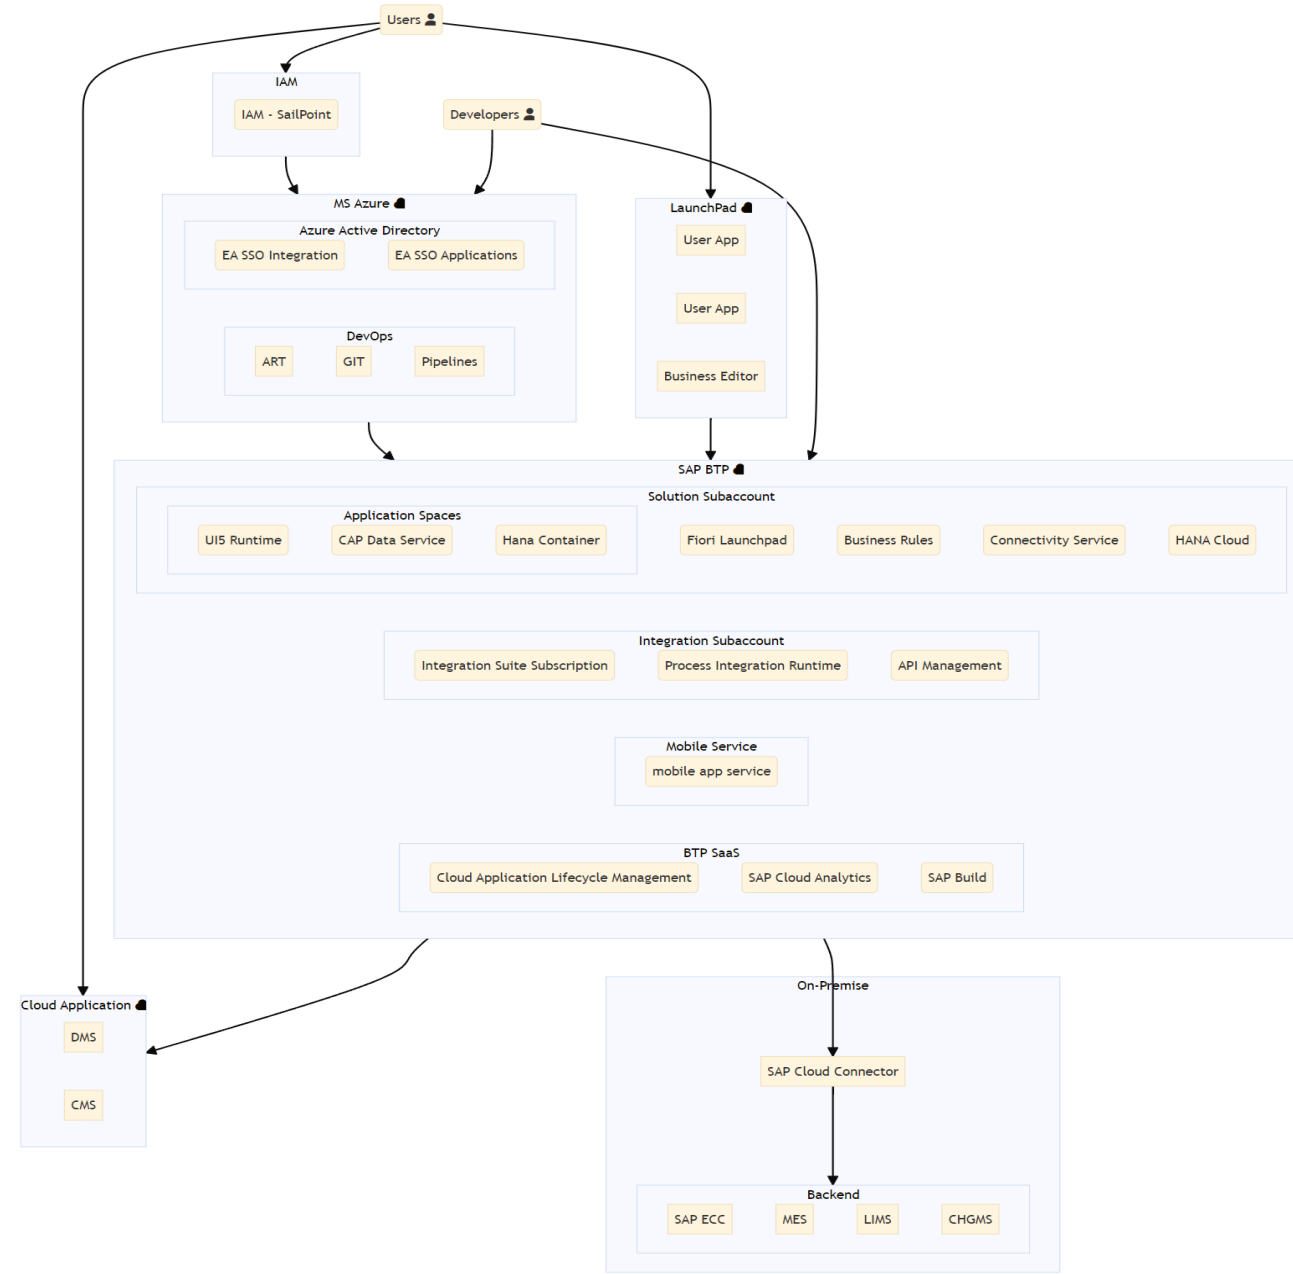 Users
IAM
IAM - SailPoint
Developers
MS Azure
Azure Active Directory
EA SSO Integration
EA SSO Applications
DevOps
ART
GIT
Pipelines
LaunchPad
User App
User App
Business Editor
SAP BTP
Solution Subaccount
Application Spaces
UI5 Runtime
CAP Data Service
Hana Container
Fiori Launchpad
Business Rules
Connectivity Service
HANA Cloud
Integration Subaccount
Integration Suite Subscription
Process Integration Runtime
API Management
Mobile Service
mobile app service
BTP SaaS
Cloud Application Lifecycle Management
SAP Cloud Analytics
SAP Build
Cloud Application
DMS
CMS
On-Premise
SAP Cloud Connector
Backend
SAP ECC
MES
LIMS
CHGMS